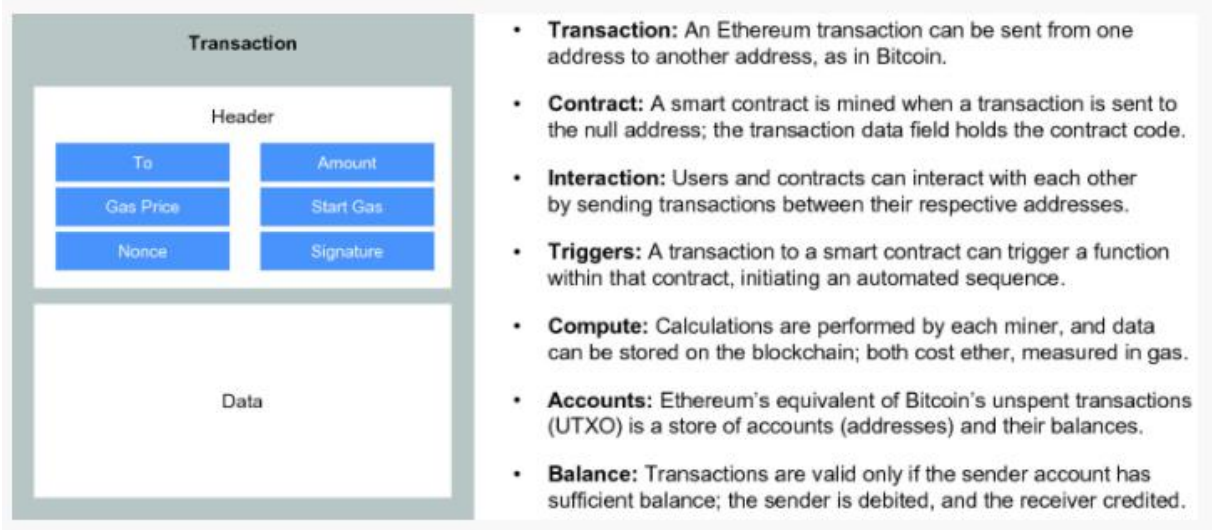 Transaction
Header
To
Amount
Gas Price
Start Gas
Nonce
Signature
Data
• Transaction: An Ethereum transaction can be sent from one
address to another address, as in Bitcoin.
• Contract: A smart contract is mined when a transaction is sent to
the null address; the transaction data field holds the contract code.
• Interaction: Users and contracts can interact with each other
by sending transactions between their respective addresses.
• Triggers: A transaction to a smart contract can trigger a function
within that contract, initiating an automated sequence.
• Compute: Calculations are performed by each miner, and data
can be stored on the blockchain; both cost ether, measured in gas.
• Accounts: Ethereum's equivalent of Bitcoin's unspent transactions
(UTXO) is a store of accounts (addresses) and their balances.
• Balance: Transactions are valid only if the sender account has
sufficient balance; the sender is debited, and the receiver credited.